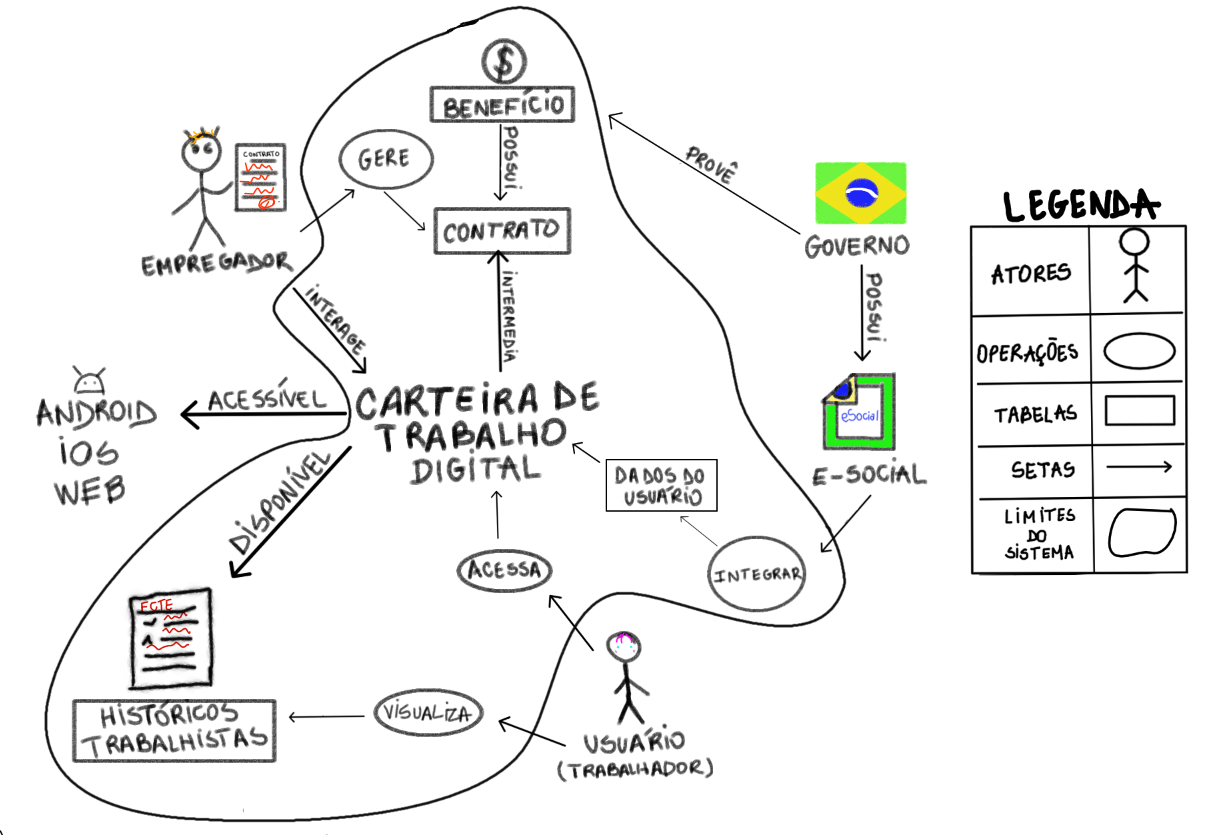 BENEFÍCIO
POSSUI
GERE
CONTRATO
CONTRATO
EMPREGADOR
PROVÊ
GOVERNO
POSSUI
INTERAGE
INTERMEDIA
ACESSÍVEL
ANDROID
iOS
WEB
CARTEIRA DE
TRABALHO
DIGITAL
eSocial
E-SOCIAL
DADOS DO
USUÁRIO
DISPONÍVEL
ACESSA
INTEGRAR
HISTÓRICOS
TRABALHISTAS
VISUALIZA
USUÁRIO
(TRABALHADOR)
LEGENDA
ATORES
OPERAÇÕES
TABELAS
SETAS
LIMITES
DO
SISTEMA